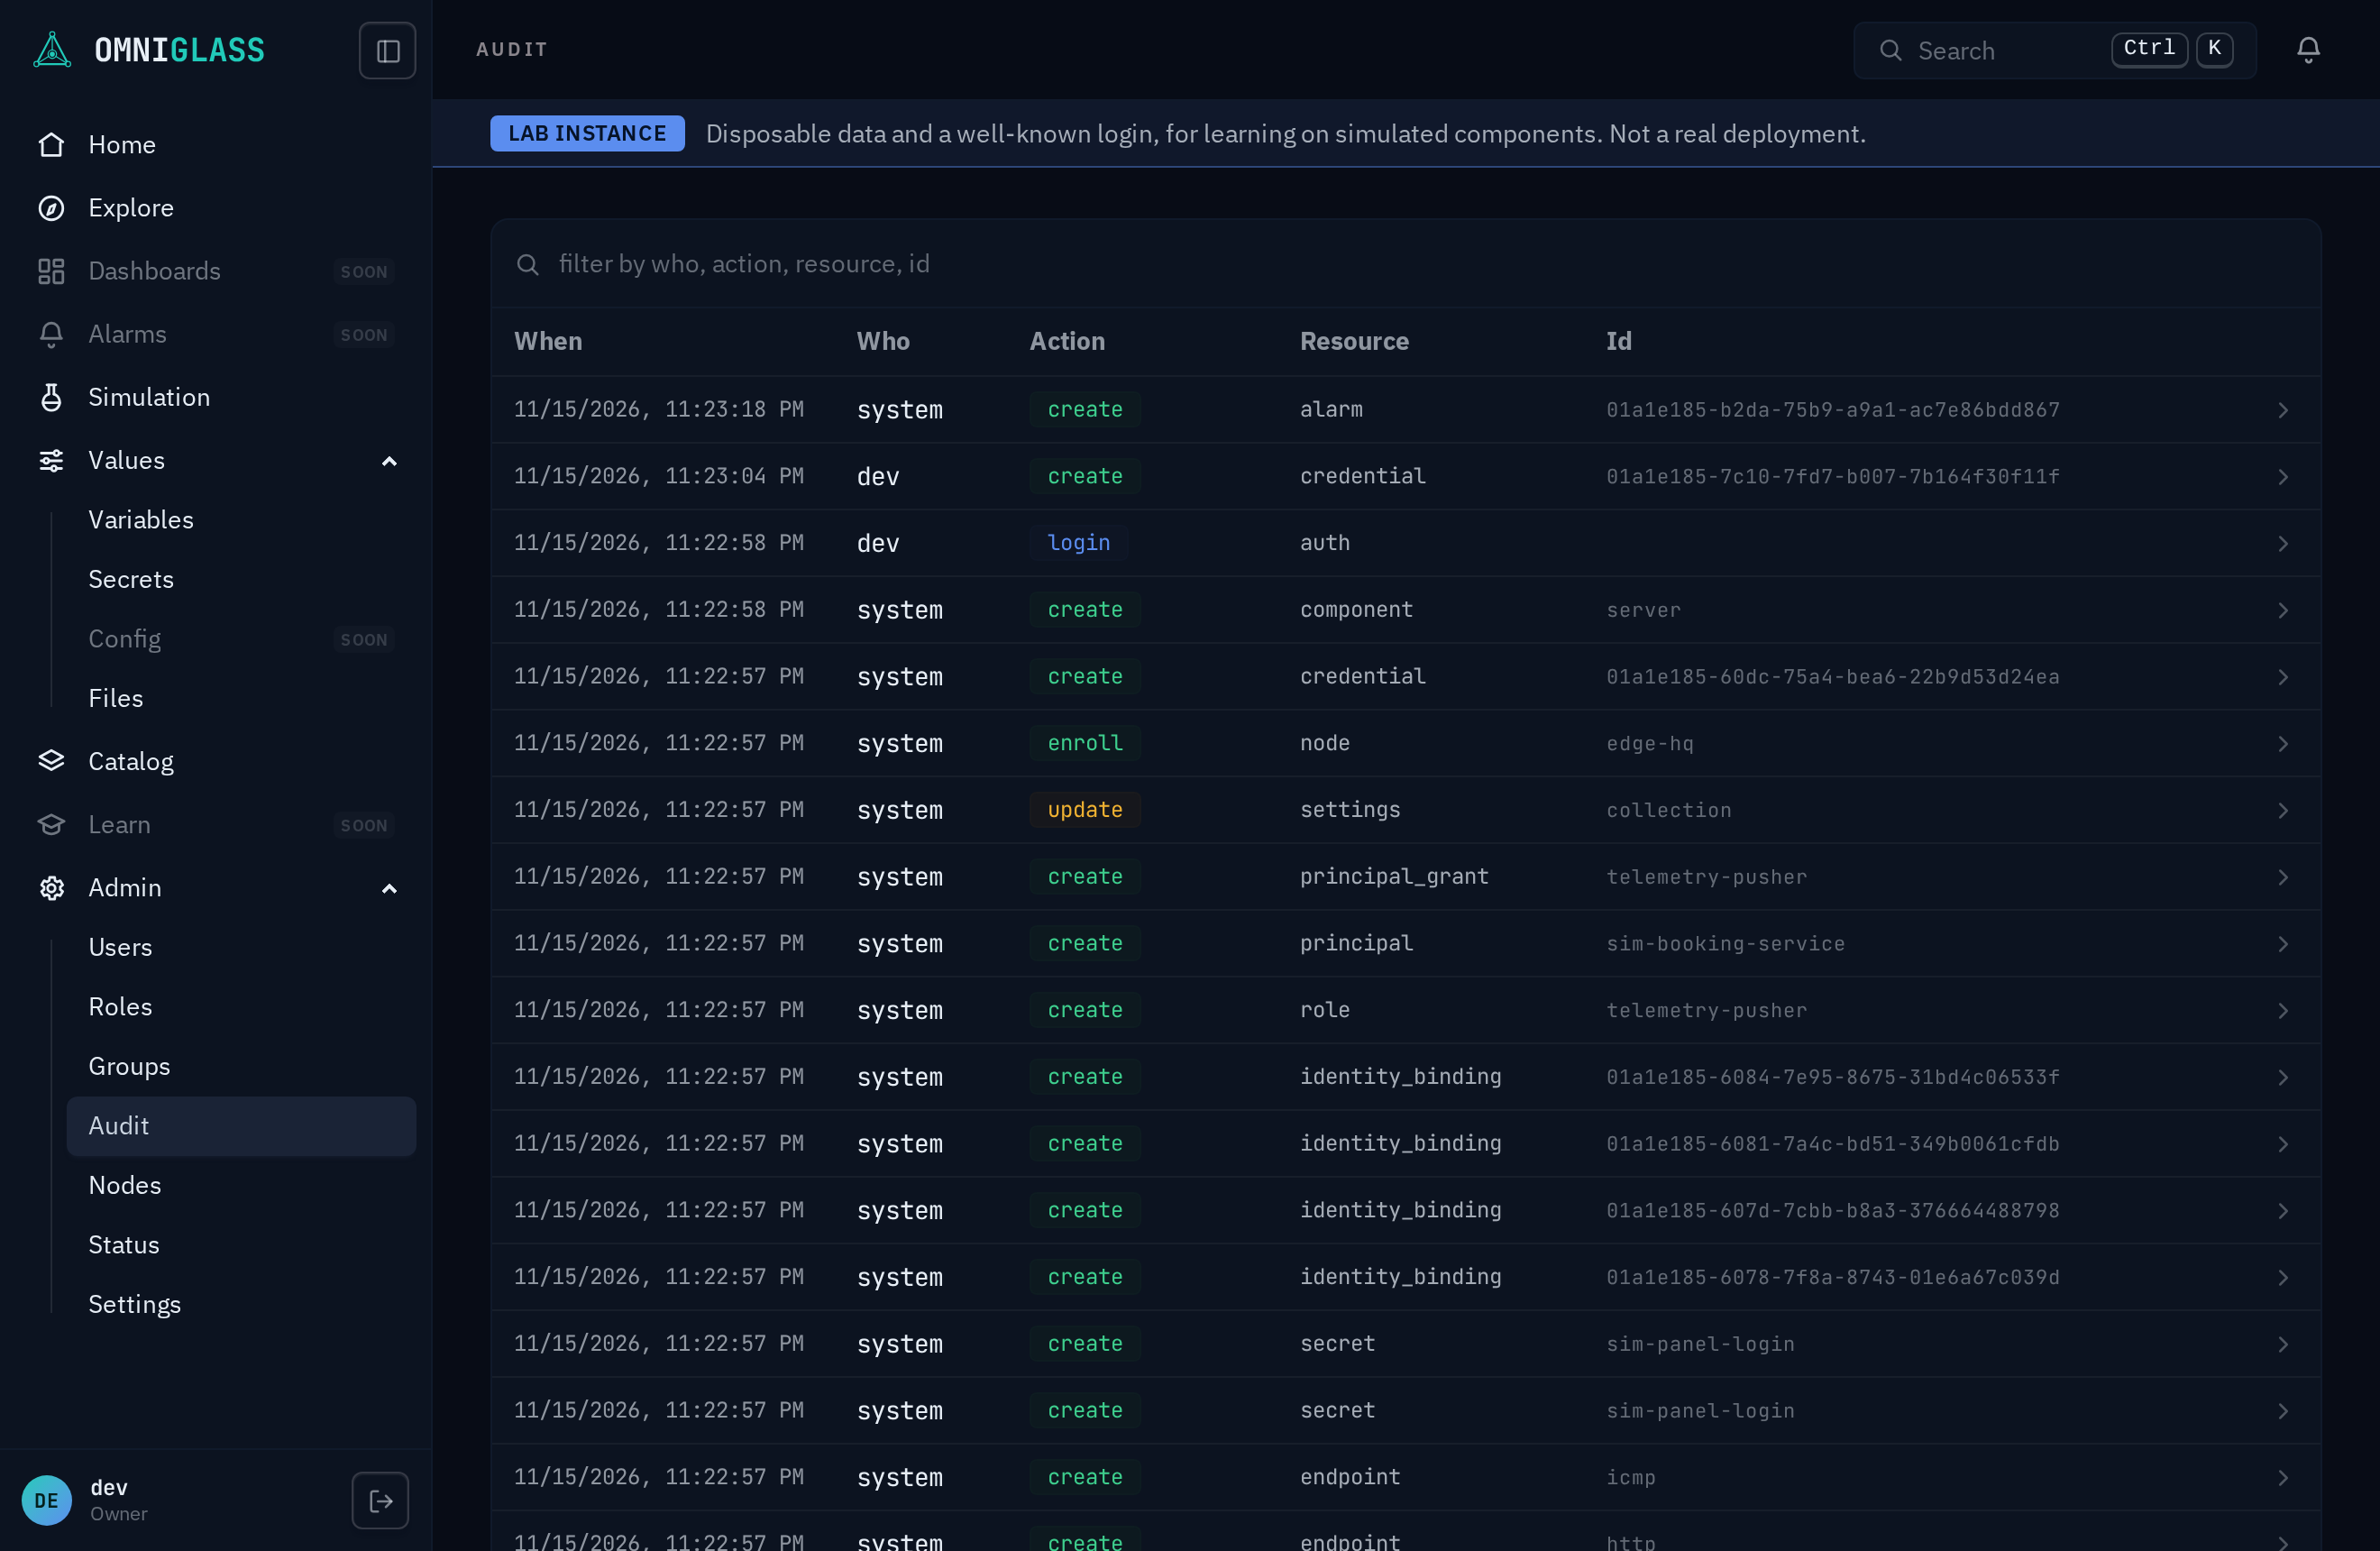 OMNIGLASS
AUDIT
Search Ctrl K
LAB INSTANCE Disposable data and a well-known login, for learning on simulated components. Not a real deployment.
Home
Explore
Dashboards SOON
Alarms SOON
Simulation
Values
Variables
Secrets
Config SOON
Files
Catalog
Learn SOON
Admin
Users
Roles
Groups
Audit
Nodes
Status
Settings
DE dev
Owner
filter by who, action, resource, id
When Who Action Resource Id
11/15/2026, 11:23:18 PM system create alarm 01a1e185-b2da-75b9-a9a1-ac7e86bdd867
11/15/2026, 11:23:04 PM dev create credential 01a1e185-7c10-7fd7-b007-7b164f30f11f
11/15/2026, 11:22:58 PM dev login auth
11/15/2026, 11:22:58 PM system create component server
11/15/2026, 11:22:57 PM system create credential 01a1e185-60dc-75a4-bea6-22b9d53d24ea
11/15/2026, 11:22:57 PM system enroll node edge-hq
11/15/2026, 11:22:57 PM system update settings collection
11/15/2026, 11:22:57 PM system create principal_grant telemetry-pusher
11/15/2026, 11:22:57 PM system create principal sim-booking-service
11/15/2026, 11:22:57 PM system create role telemetry-pusher
11/15/2026, 11:22:57 PM system create identity_binding 01a1e185-6084-7e95-8675-31bd4c06533f
11/15/2026, 11:22:57 PM system create identity_binding 01a1e185-6081-7a4c-bd51-349b0061cfdb
11/15/2026, 11:22:57 PM system create identity_binding 01a1e185-607d-7cbb-b8a3-376664488798
11/15/2026, 11:22:57 PM system create identity_binding 01a1e185-6078-7f8a-8743-01e6a67c039d
11/15/2026, 11:22:57 PM system create secret sim-panel-login
11/15/2026, 11:22:57 PM system create secret sim-panel-login
11/15/2026, 11:22:57 PM system create endpoint icmp
11/15/2026, 11:22:57 PM system create endpoint http